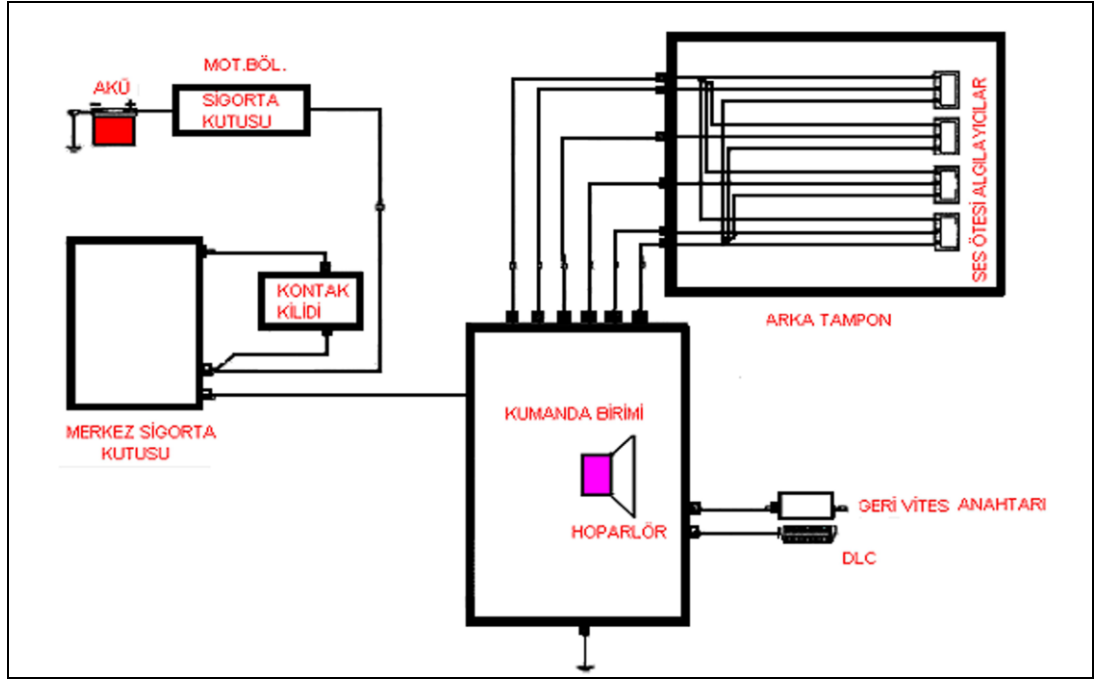 AKÜ
MOT.BÖL.
SİGORTA
KUTUSU
KONTAK
KİLİDİ
MERKEZ SİGORTA
KUTUSU
SES ÖTESİ ALGILAYICILAR
ARKA TAMPON
KUMANDA BİRİMİ
HOPARLÖR
GERİ VİTES ANAHTARI
DLC